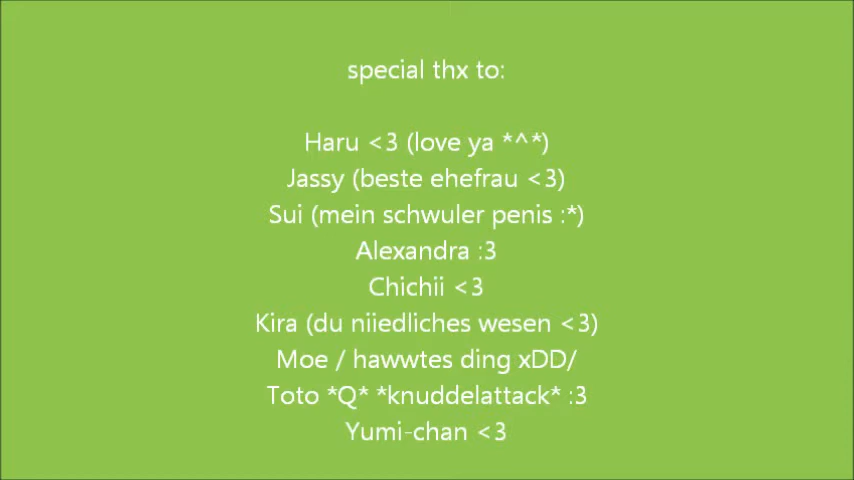 special thx to:
Haru <3 (love ya *^*)
Jassy (beste ehefrau <3)
Sui (mein schwuler penis :*)
Alexandra :3
Chichii <3
Kira (du niiedliches wesen <3)
Moe / hawwtes ding xDD/
Toto *Q* *knuddelattack* :3
Yumi-chan <3